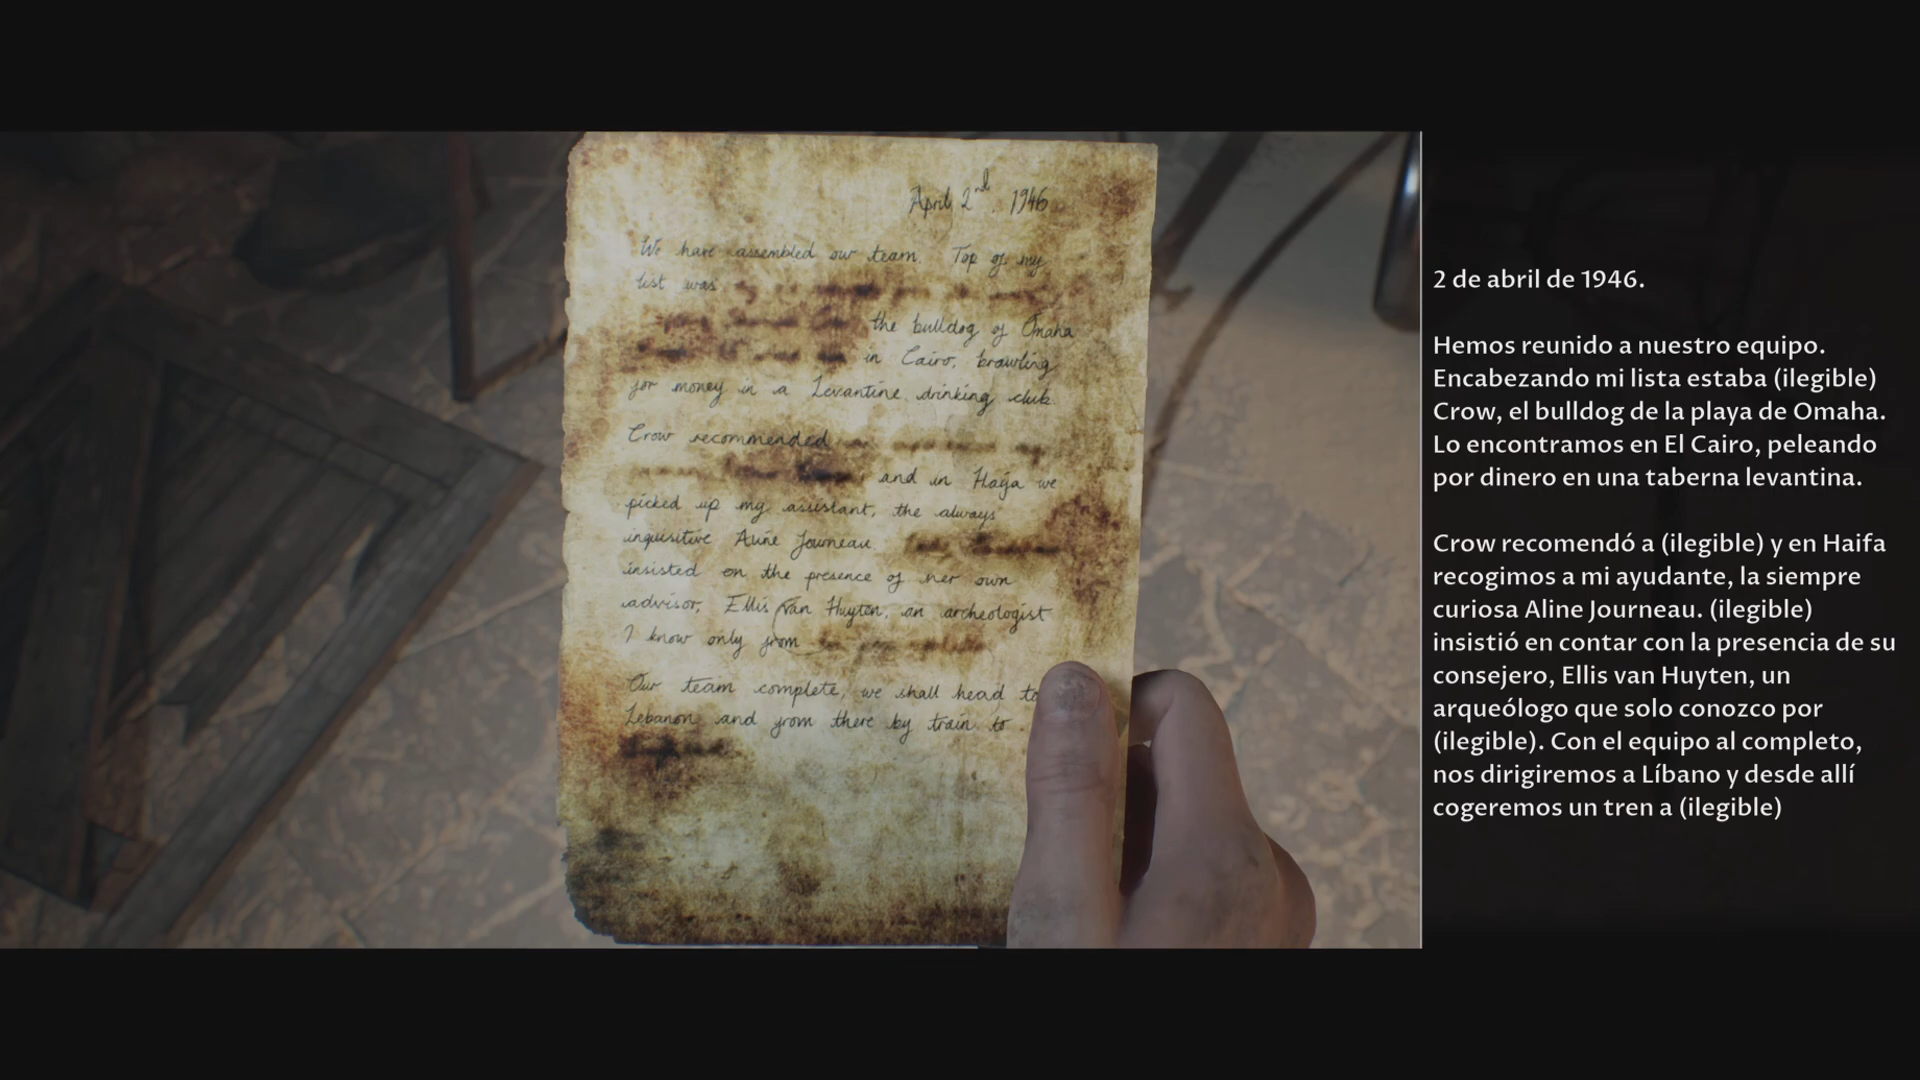 April 2nd. 1946
We have assembled our team. Top of my
list was
the bulldog of Omaha
in Cairo, brawling
for money in a Levantine drinking club.
Crow recommended
and in Haifa we
picked up my assistant, the always
inquisitive Aline Journeau.
insisted on the presence of her own
advisor, Ellis van Huyten, an archeologist
I know only from
Our team complete, we shall head to
Lebanon and from there by train to
2 de abril de 1946.
Hemos reunido a nuestro equipo.
Encabezando mi lista estaba (ilegible)
Crow, el bulldog de la playa de Omaha.
Lo encontramos en El Cairo, peleando
por dinero en una taberna levantina.
Crow recomendó a (ilegible) y en Haifa
recogimos a mi ayudante, la siempre
curiosa Aline Journeau. (ilegible)
insistió en contar con la presencia de su
consejero, Ellis van Huyten, un
arqueólogo que solo conozco por
(ilegible). Con el equipo al completo,
nos dirigiremos a Líbano y desde allí
cogeremos un tren a (ilegible)